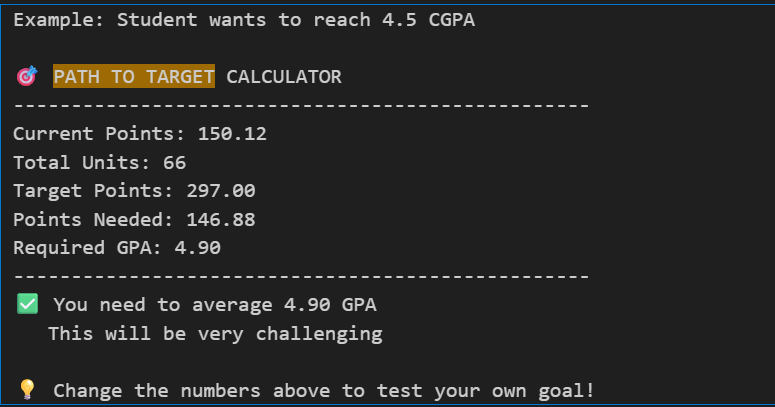 Example: Student wants to reach 4.5 CGPA
🎯 PATH TO TARGET CALCULATOR
--------------------------------------------------
Current Points: 150.12
Total Units: 66
Target Points: 297.00
Points Needed: 146.88
Required GPA: 4.90
--------------------------------------------------
✅ You need to average 4.90 GPA
This will be very challenging
💡 Change the numbers above to test your own goal!